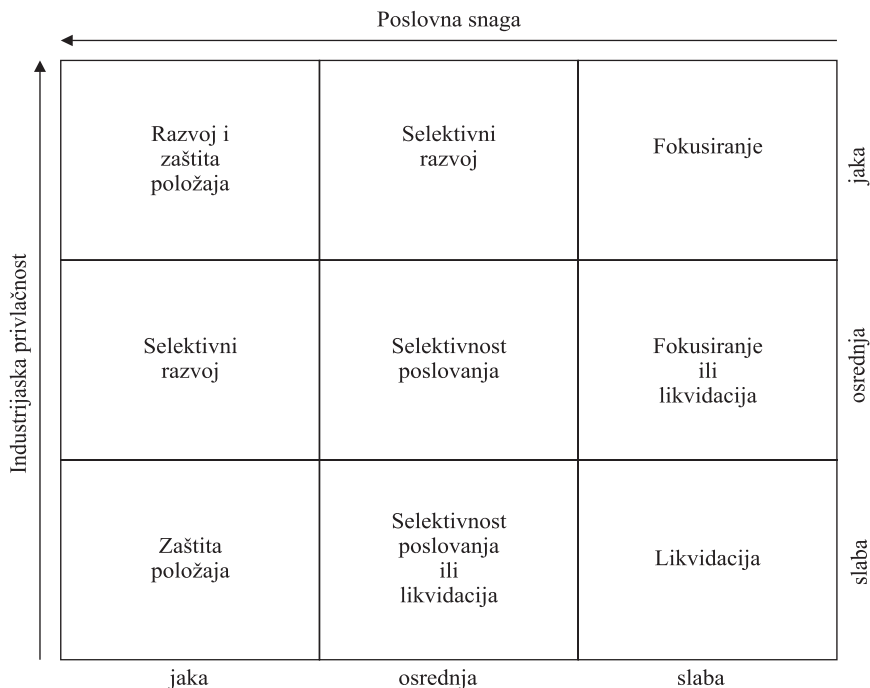 Poslovna snaga
Industrijaska privlačnost
Razvoj i
zaštita
položaja
Selektivni
razvoj
Fokusiranje
jaka
Selektivni
razvoj
Selektivnost
poslovanja
Fokusiranje
ili
likvidacija
osrednja
Zaštita
položaja
Selektivnost
poslovanja
ili
likvidacija
Likvidacija
slaba
jaka
osrednja
slaba